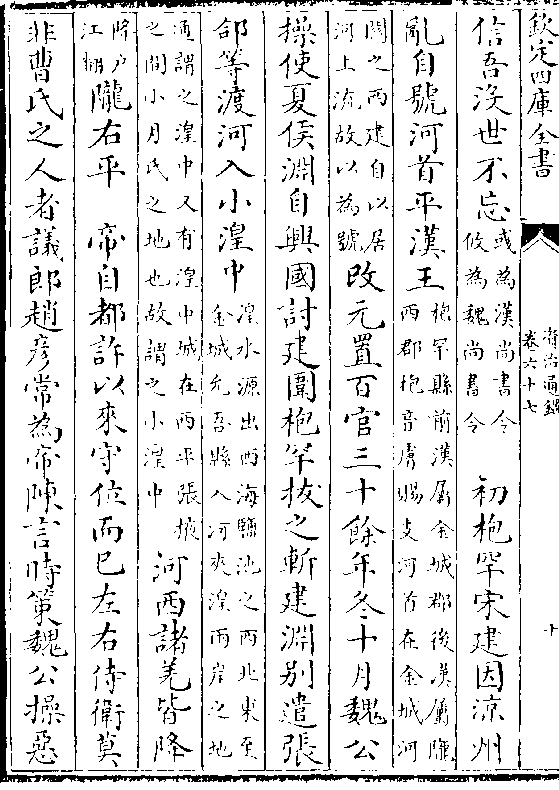 欽定四庫全書
資治通鑑
卷六十七
十
信吾沒世不忘或為漢尚書令
攸為魏尚書令初枹罕宋建因涼州
亂自號河首平漢王枹罕縣前漢屬金城郡後漢屬隴
西郡枹音膚賜支河首在金城河
關之西建自以居
河上流故以為號改元置百官三十餘年冬十月魏公
操使夏侯淵自興國討建圍枹罕拔之斬建淵別遣張
郃等渡河入小湟中湟水源出西海鹽池之西北東至
金城允吾縣入河夾湟兩岸之地
通謂之湟中又有湟中城在西平張掖
之間小月氏之地也故謂之小湟中河西諸羌皆降
降戶
江翻隴右平 帝自都許以來守位而已左右侍衛莫
非曹氏之人者議郎趙彦常為帝陳言時策魏公操惡